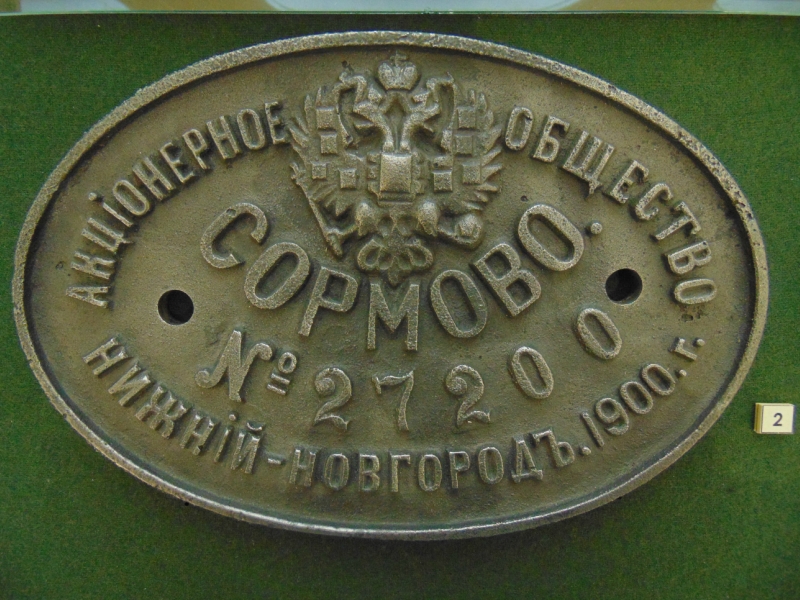 АКЦІОНЕРНОЕ ОБЩЕСТВО
СОРМОВО.
№ 27200
НИЖНІЙ-НОВГОРОДЪ. 1900. г.
2